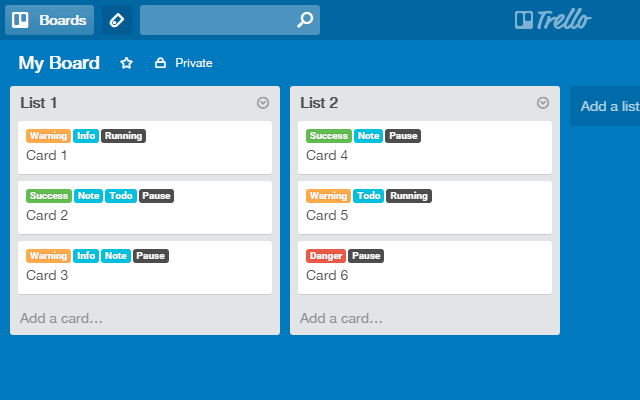 Boards
Trello
My Board Private
List 1
Warning Info Running
Card 1
Success Note Todo Pause
Card 2
Warning Info Note Pause
Card 3
Add a card…
List 2
Success Note Pause
Card 4
Warning Todo Running
Card 5
Danger Pause
Card 6
Add a card…
Add a list